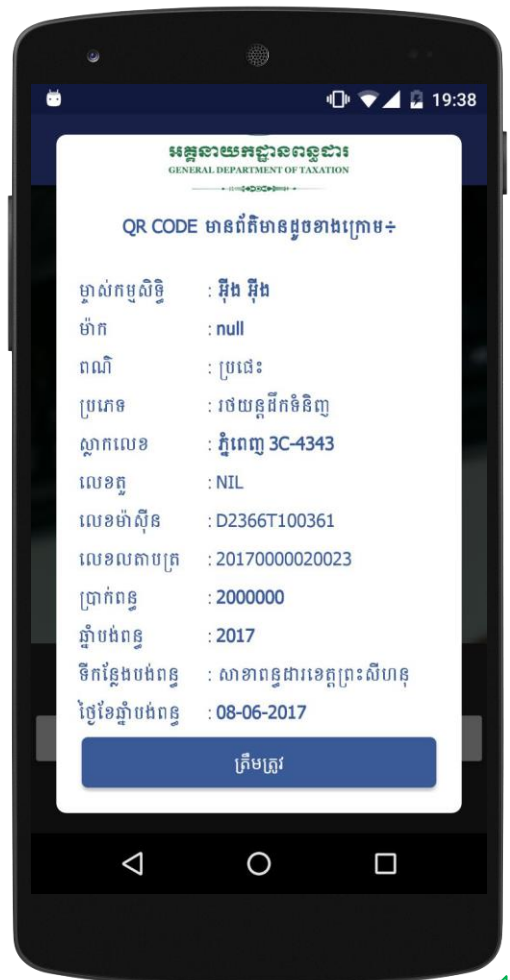 19:38
អគ្គនាយកដ្ឋានពន្ធដារ
GENERAL DEPARTMENT OF TAXATION
QR CODE មានព័ត៌មានដូចខាងក្រោម÷
ម្ចាស់កម្មសិទ្ធិ : អ៊ីង អ៊ីង
ម៉ាក : null
ពណ៌ : ប្រផេះ
ប្រភេទ : រថយន្តដឹកទំនិញ
ស្លាកលេខ : ភ្នំពេញ 3C-4343
លេខតួ : NIL
លេខម៉ាស៊ីន : D2366T100361
លេខលតាបត្រ : 20170000020023
ប្រាក់ពន្ធ : 2000000
ឆ្នាំបង់ពន្ធ : 2017
ទីកន្លែងបង់ពន្ធ : សាខាពន្ធដារខេត្តព្រះសីហនុ
ថ្ងៃខែឆ្នាំបង់ពន្ធ : 08-06-2017
ត្រឹមត្រូវ